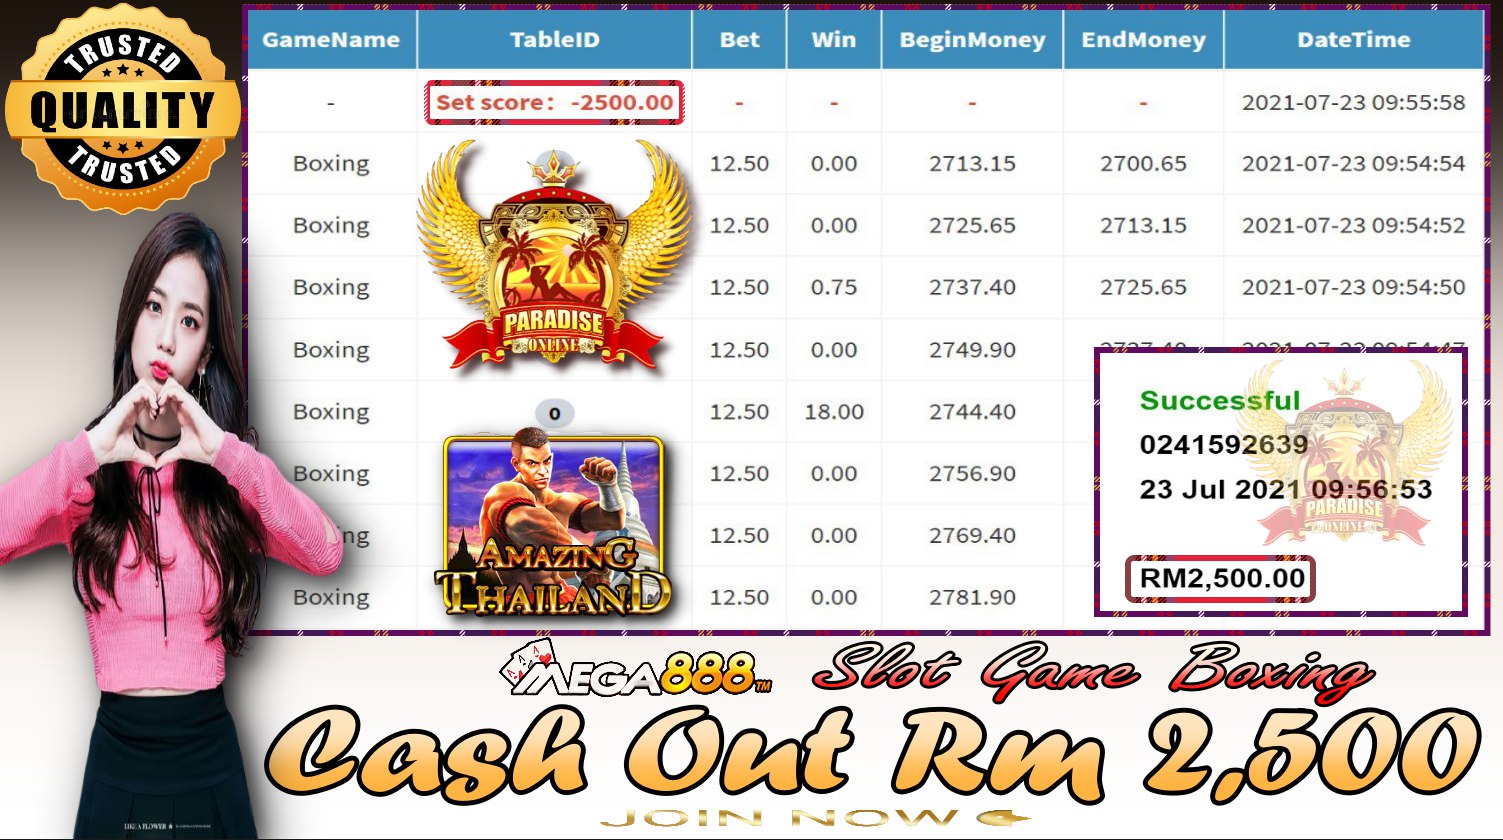 TRUSTED
QUALITY
TRUSTED
GameName TableID Bet Win BeginMoney EndMoney DateTime
- Set score: -2500.00 - - - - 2021-07-23 09:55:58
Boxing 12.50 0.00 2713.15 2700.65 2021-07-23 09:54:54
Boxing 12.50 0.00 2725.65 2713.15 2021-07-23 09:54:52
Boxing 12.50 0.75 2737.40 2725.65 2021-07-23 09:54:50
Boxing 12.50 0.00 2749.90
Boxing 0 12.50 18.00 2744.40
Boxing 12.50 0.00 2756.90
12.50 0.00 2769.40
Boxing 12.50 0.00 2781.90
PARADISE
ONLINE
AMAZING
THAILAND
Successful
0241592639
23 Jul 2021 09:56:53
PARADISE
ONLINE
RM2,500.00
MEGA888 TM Slot Game Boxing
Cash Out Rm 2,500
JOIN NOW
LIKE A FLOWER